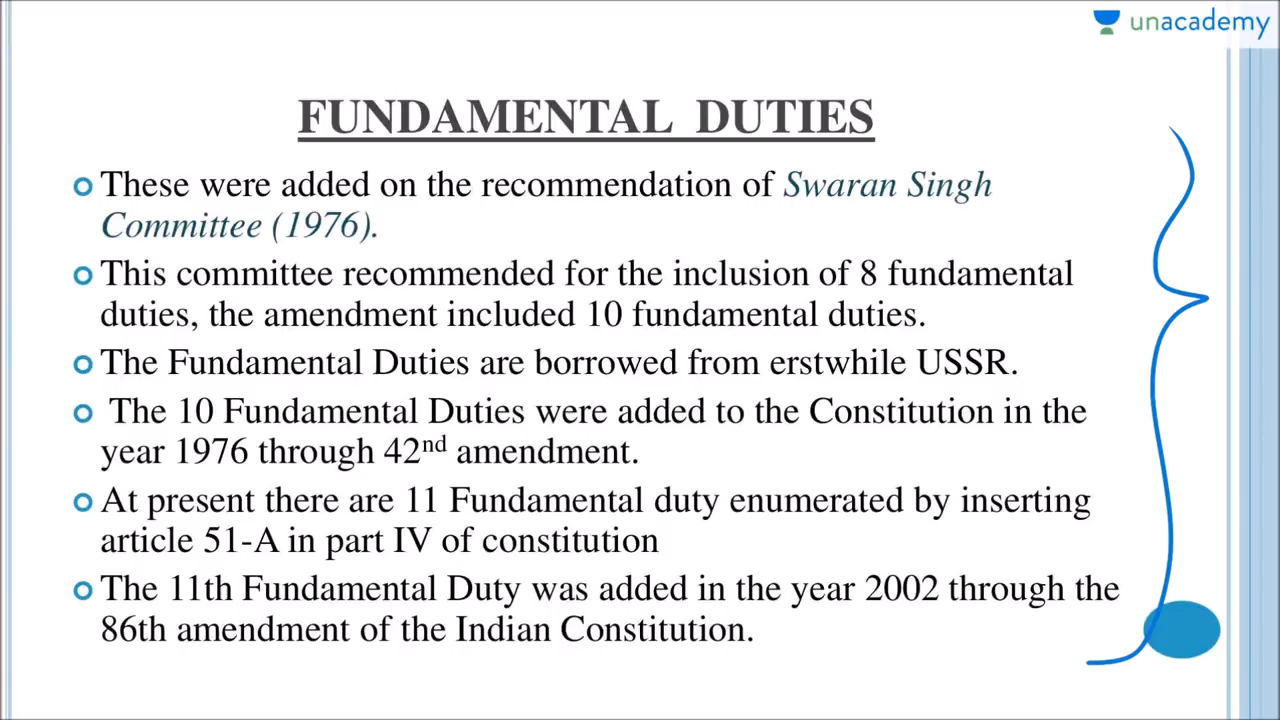 unacademy
FUNDAMENTAL DUTIES
These were added on the recommendation of Swaran Singh
Committee (1976).
This committee recommended for the inclusion of 8 fundamental
duties, the amendment included 10 fundamental duties.
The Fundamental Duties are borrowed from erstwhile USSR.
The 10 Fundamental Duties were added to the Constitution in the
year 1976 through 42nd amendment.
At present there are 11 Fundamental duty enumerated by inserting
article 51-A in part IV of constitution
The 11th Fundamental Duty was added in the year 2002 through the
86th amendment of the Indian Constitution.